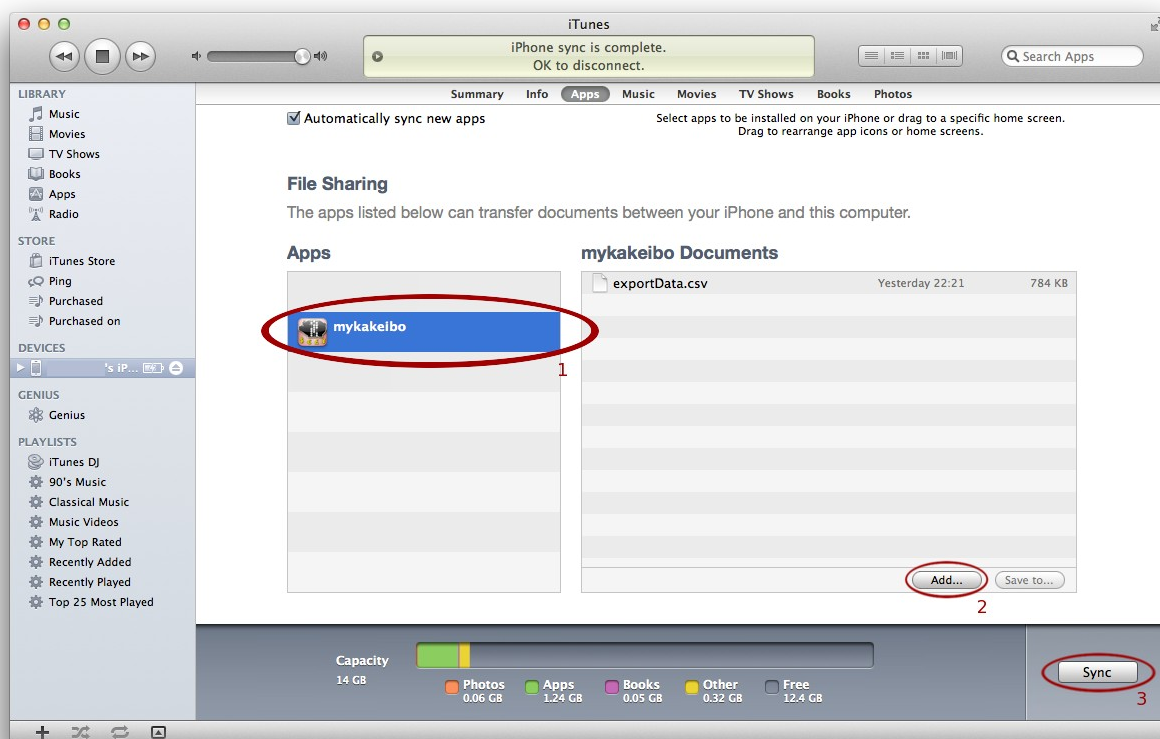 iTunes
iPhone sync is complete.
OK to disconnect.
Search Apps
LIBRARY
Music
Movies
TV Shows
Books
Apps
Radio
STORE
iTunes Store
Ping
Purchased
Purchased on
DEVICES
's iP...
GENIUS
Genius
PLAYLISTS
iTunes DJ
90's Music
Classical Music
Music Videos
My Top Rated
Recently Added
Recently Played
Top 25 Most Played
Summary Info Apps Music Movies TV Shows Books Photos
Automatically sync new apps
Select apps to be installed on your iPhone or drag to a specific home screen.
Drag to rearrange app icons or home screens.
File Sharing
The apps listed below can transfer documents between your iPhone and this computer.
Apps
mykakeibo
1
mykakeibo Documents
exportData.csv Yesterday 22:21 784 KB
Add... Save to...
2
Capacity
14 GB
Photos
0.06 GB
Apps
1.24 GB
Books
0.05 GB
Other
0.32 GB
Free
12.4 GB
Sync
3